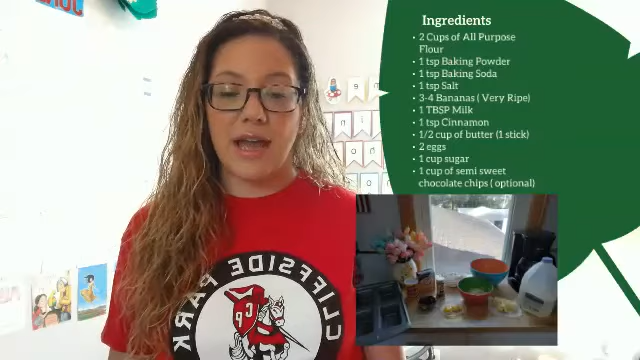 Ingredients
• 2 Cups of All Purpose
Flour
• 1 tsp Baking Powder
• 1 tsp Baking Soda
• 1 tsp Salt
• 3-4 Bananas ( Very Ripe)
• 1 TBSP Milk
• 1 tsp Cinnamon
• 1/2 cup of butter (1 stick)
• 2 eggs
• 1 cup sugar
• 1 cup of semi sweet
chocolate chips ( optional)
CLIFFSIDE PARK
CP